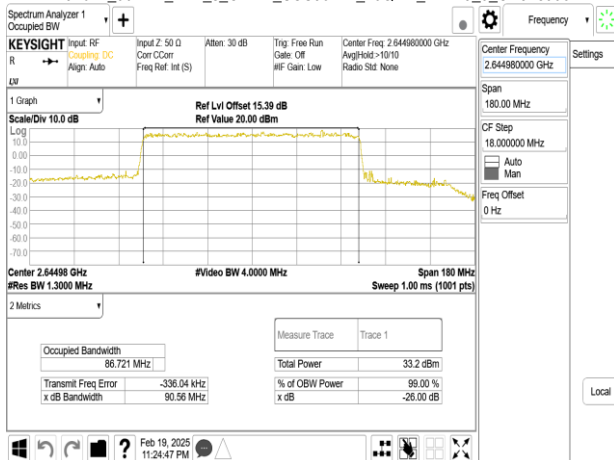 Spectrum Analyzer 1
Occupied BW
Frequency
KEYSIGHT
R
LXI
Input: RF
Coupling: DC
Align: Auto
Input Z: 50 Ω
Corr CCorr
Freq Ref: Int (S)
Atten: 30 dB
Trig: Free Run
Gate: Off
#IF Gain: Low
Center Freq: 2.644980000 GHz
Avg|Hold:>10/10
Radio Std: None
Center Frequency
2.644980000 GHz
Settings
Span
180.00 MHz
CF Step
18.000000 MHz
Auto
Man
Freq Offset
0 Hz
Local
1 Graph
Scale/Div 10.0 dB
Ref Lvl Offset 15.39 dB
Ref Value 20.00 dBm
Log
10.0
0.00
-10.0
-20.0
-30.0
-40.0
-50.0
-60.0
-70.0
Center 2.64498 GHz
#Res BW 1.3000 MHz
#Video BW 4.0000 MHz
Span 180 MHz
Sweep 1.00 ms (1001 pts)
2 Metrics
Measure Trace
Trace 1
Occupied Bandwidth
86.721 MHz
Total Power
33.2 dBm
Transmit Freq Error
-336.04 kHz
% of OBW Power
99.00 %
x dB Bandwidth
90.56 MHz
x dB
-26.00 dB
?
Feb 19, 2025
11:24:47 PM